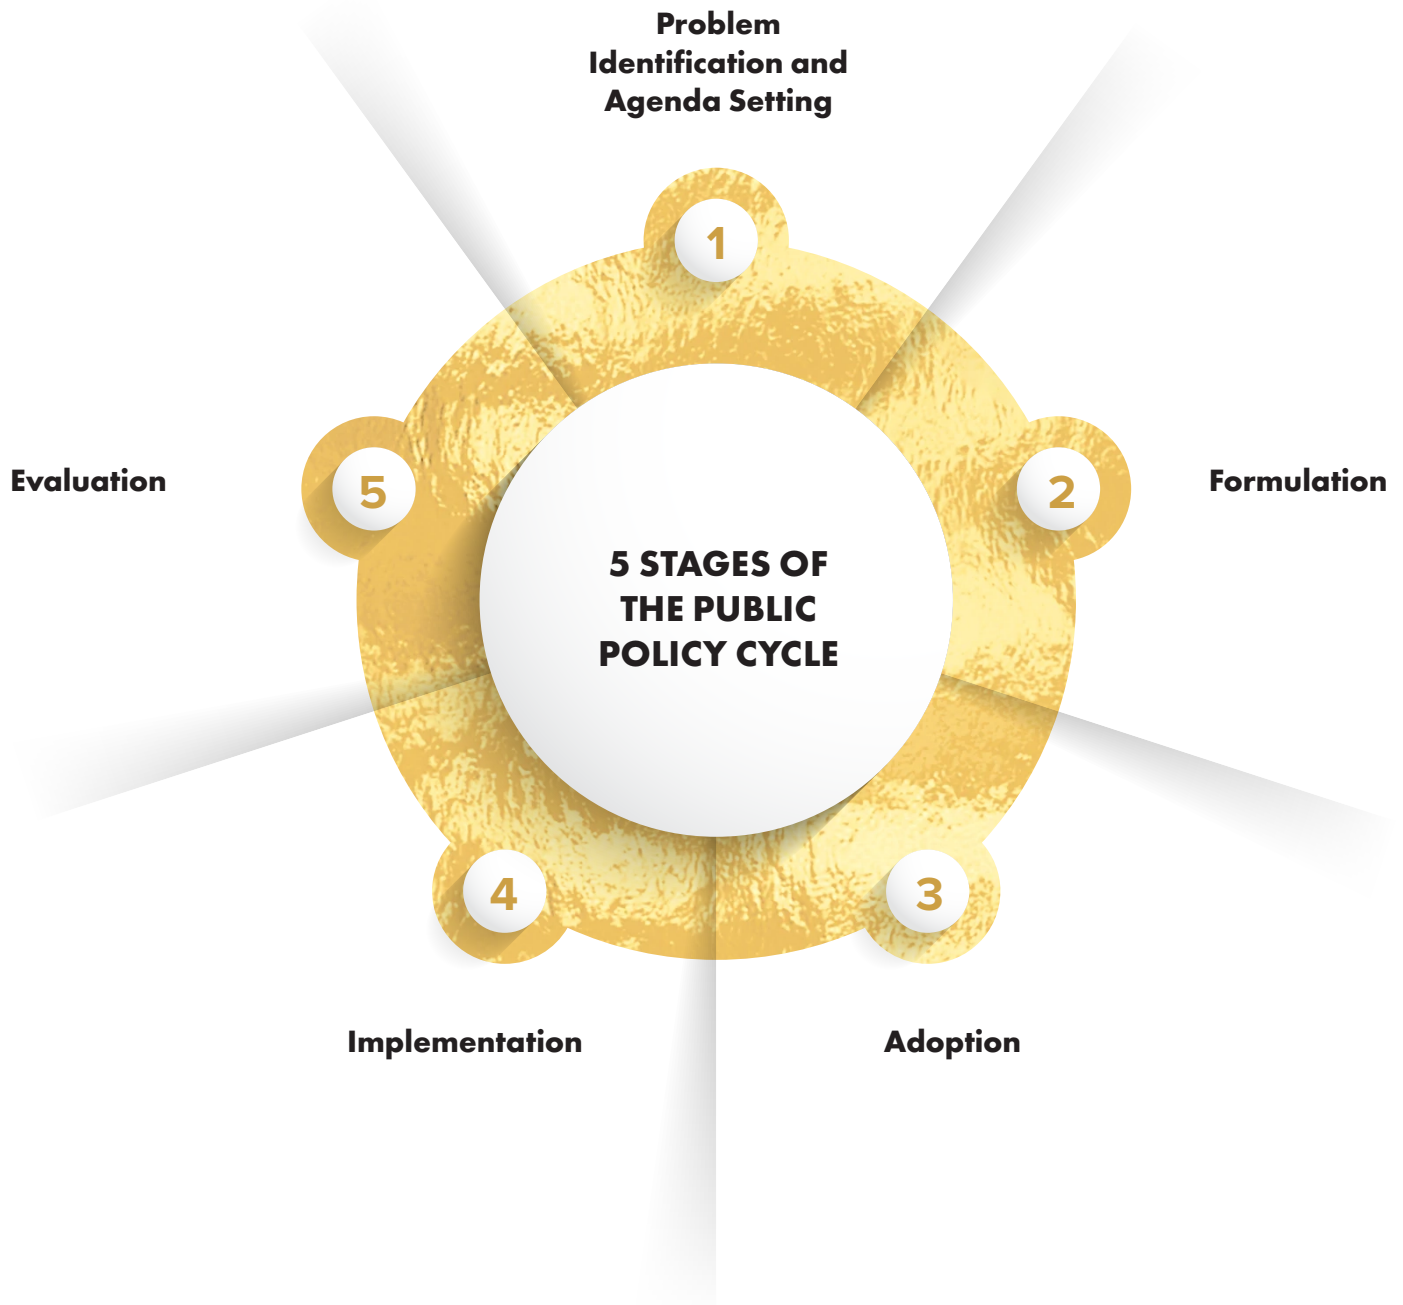 Problem
Identification and
Agenda Setting
1
2
Formulation
3
Adoption
4
Implementation
5
Evaluation
5 STAGES OF
THE PUBLIC
POLICY CYCLE